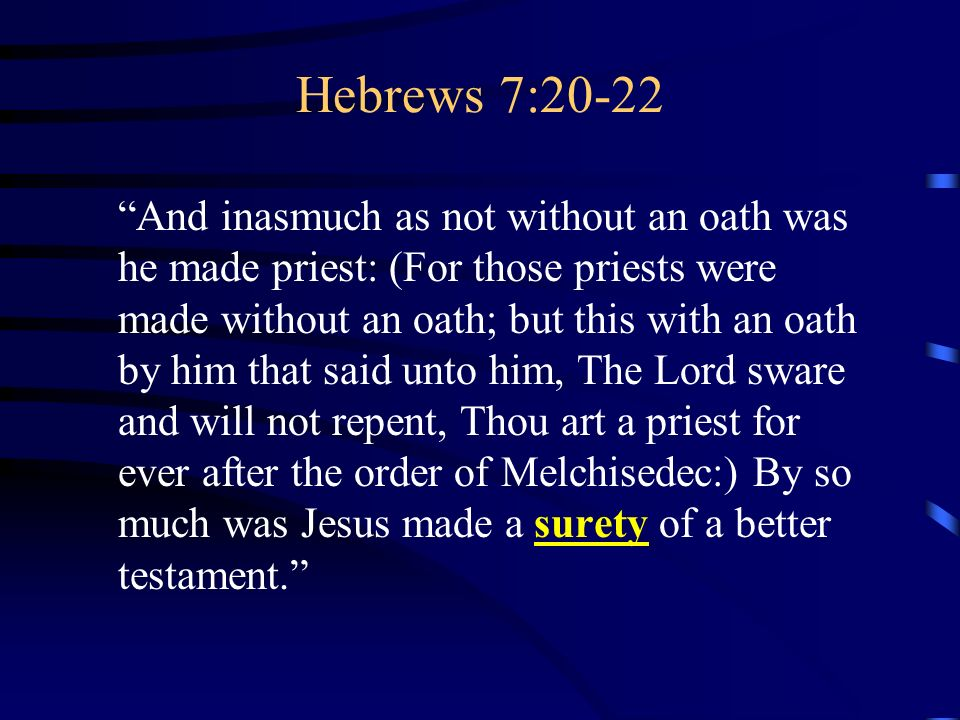 Hebrews 7:20-22
“And inasmuch as not without an oath was
he made priest: (For those priests were
made without an oath; but this with an oath
by him that said unto him, The Lord sware
and will not repent, Thou art a priest for
ever after the order of Melchisedec:) By so
much was Jesus made a surety of a better
testament.”